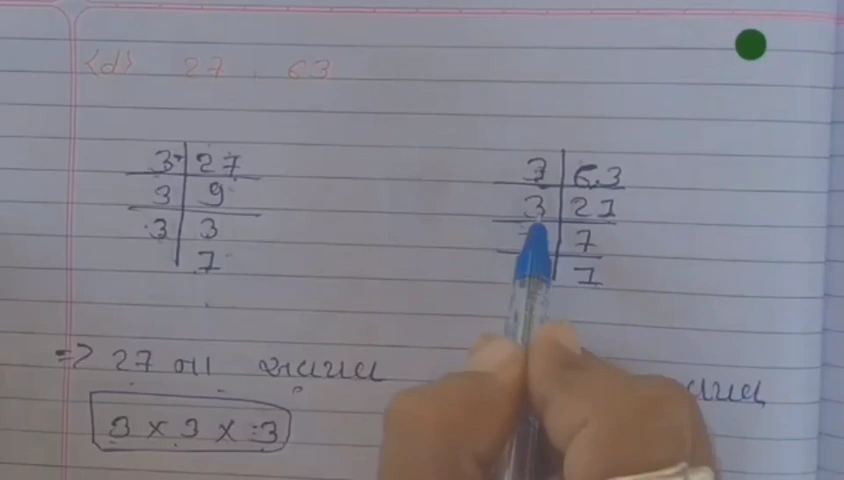 (d) 27, 63
3 27
3 9
3 3
1
3 63
3 21
7
1
=> 27 ના અવયવ
3 × 3 × 3